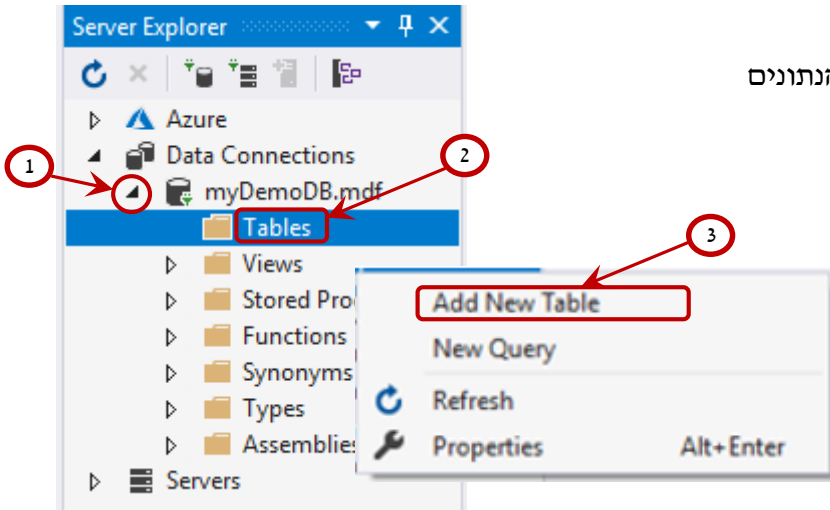 Server Explorer
הנתונים
Azure
Data Connections
1
2
myDemoDB.mdf
Tables
3
Views
Stored Pro
Add New Table
Functions
New Query
Synonyms
Refresh
Types
Properties Alt+Enter
Assemblies
Servers